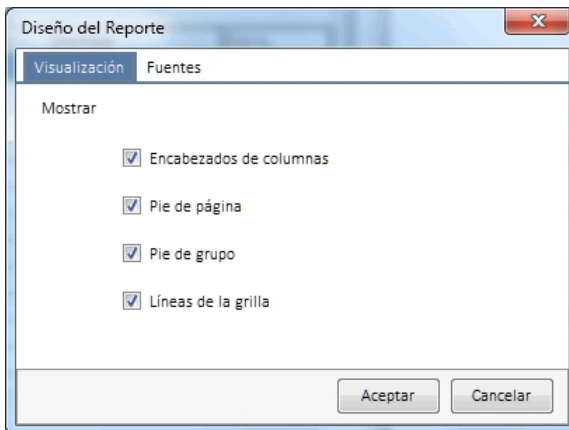 Diseño del Reporte
Visualización Fuentes
Mostrar
Encabezados de columnas
Pie de página
Pie de grupo
Líneas de la grilla
Aceptar Cancelar